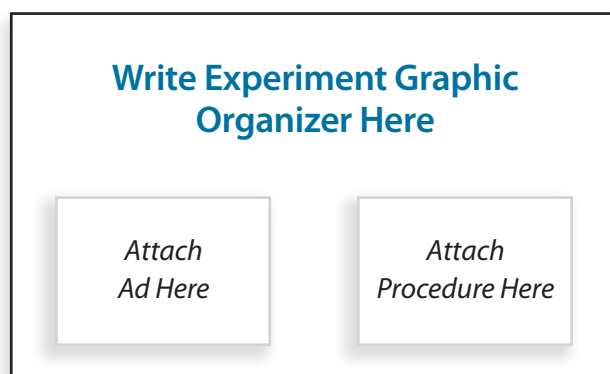 Write Experiment Graphic
Organizer Here
Attach
Ad Here
Attach
Procedure Here